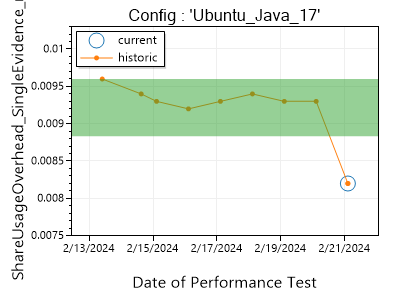 Config : 'Ubuntu_Java_17'
current
historic
0.01
0.0095
0.009
0.0085
0.008
0.0075
2/13/2024
2/15/2024
2/17/2024
2/19/2024
2/21/2024
Date of Performance Test
ShareUsageOverhead_SingleEvidence_